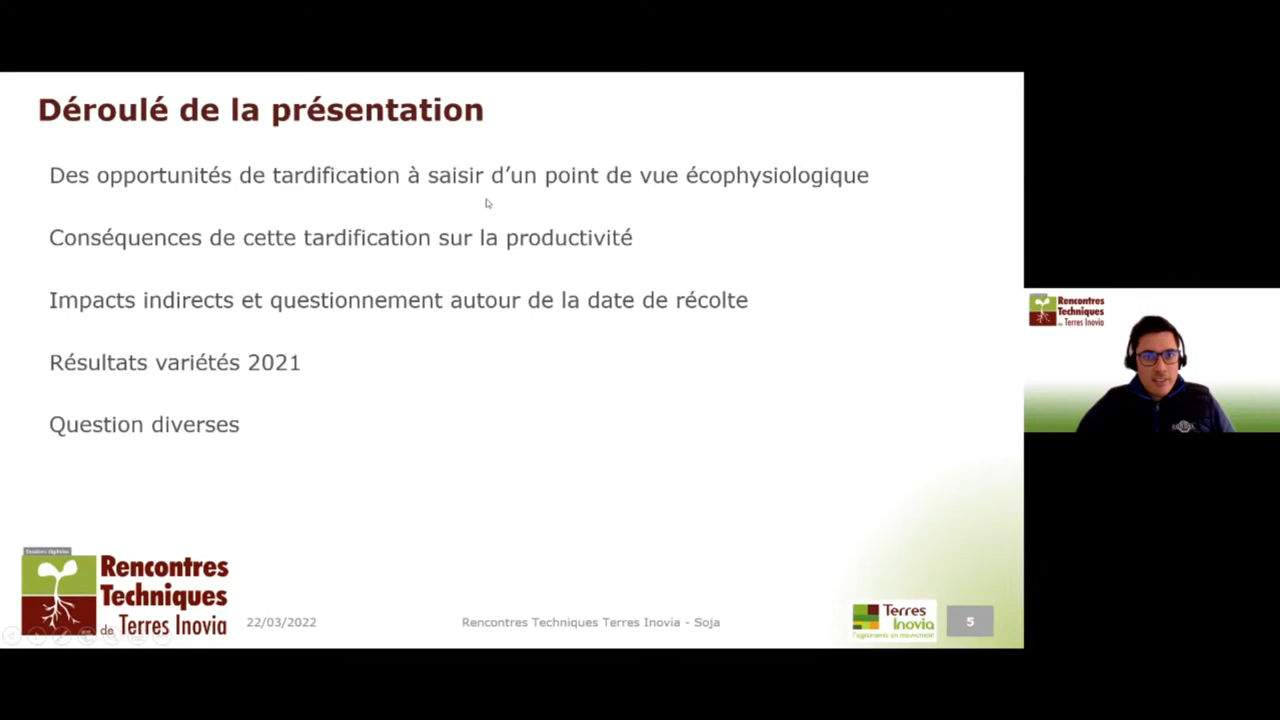 Déroulé de la présentation
Des opportunités de tardification à saisir d’un point de vue écophysiologique
Conséquences de cette tardification sur la productivité
Impacts indirects et questionnement autour de la date de récolte
Résultats variétés 2021
Question diverses
Rencontres
Techniques
de Terres Inovia
22/03/2022
Rencontres Techniques Terres Inovia - Soja
Terres
Inovia
l'agronomie en mouvement
5
Rencontres
Techniques
de Terres Inovia